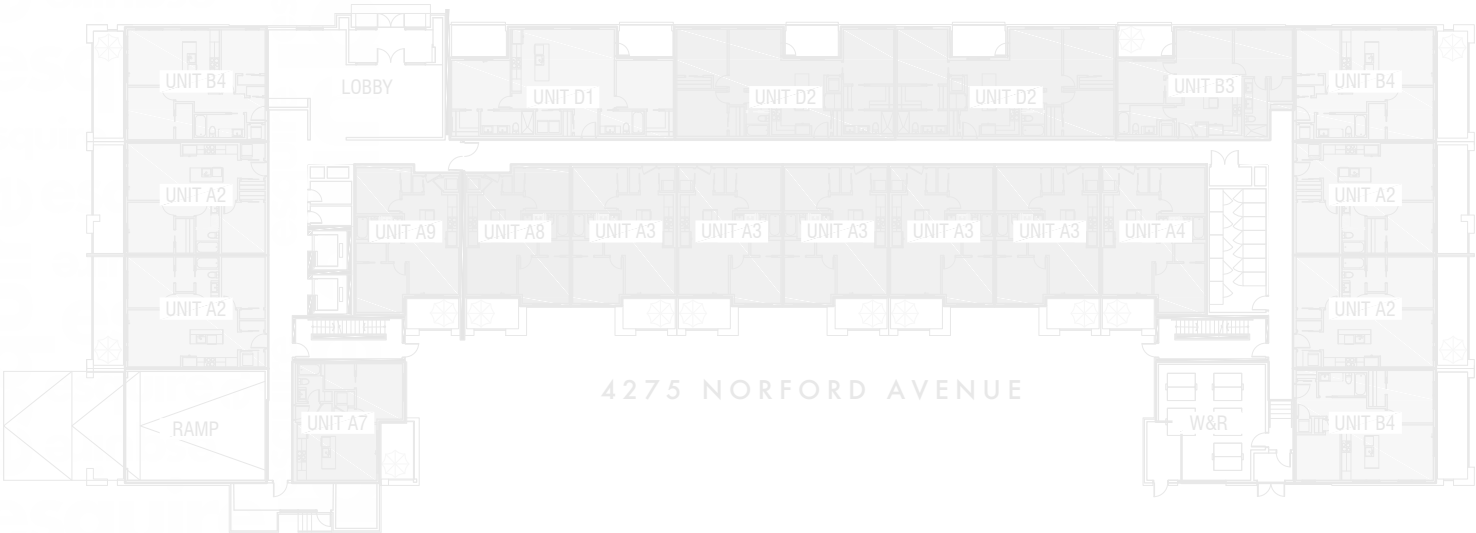 UNIT B4
LOBBY
UNIT D1
UNIT D2
UNIT D2
UNIT B3
UNIT B4
UNIT A2
UNIT A9
UNIT A8
UNIT A3
UNIT A3
UNIT A3
UNIT A3
UNIT A3
UNIT A4
UNIT A2
UNIT A2
UNIT A2
4275 NORFORD AVENUE
RAMP
UNIT A7
W&R
UNIT B4